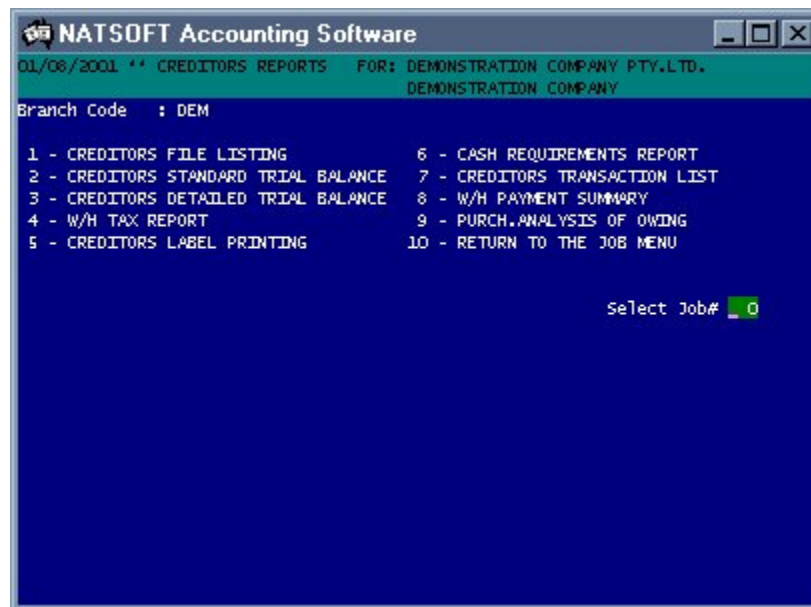 NATSOFT Accounting Software
01/08/2001 ** CREDITORS REPORTS FOR: DEMONSTRATION COMPANY PTY.LTD.
DEMONSTRATION COMPANY
Branch Code : DEM
1 - CREDITORS FILE LISTING
2 - CREDITORS STANDARD TRIAL BALANCE
3 - CREDITORS DETAILED TRIAL BALANCE
4 - W/H TAX REPORT
5 - CREDITORS LABEL PRINTING
6 - CASH REQUIREMENTS REPORT
7 - CREDITORS TRANSACTION LIST
8 - W/H PAYMENT SUMMARY
9 - PURCH.ANALYSIS OF OWING
10 - RETURN TO THE JOB MENU
Select Job# _ 0